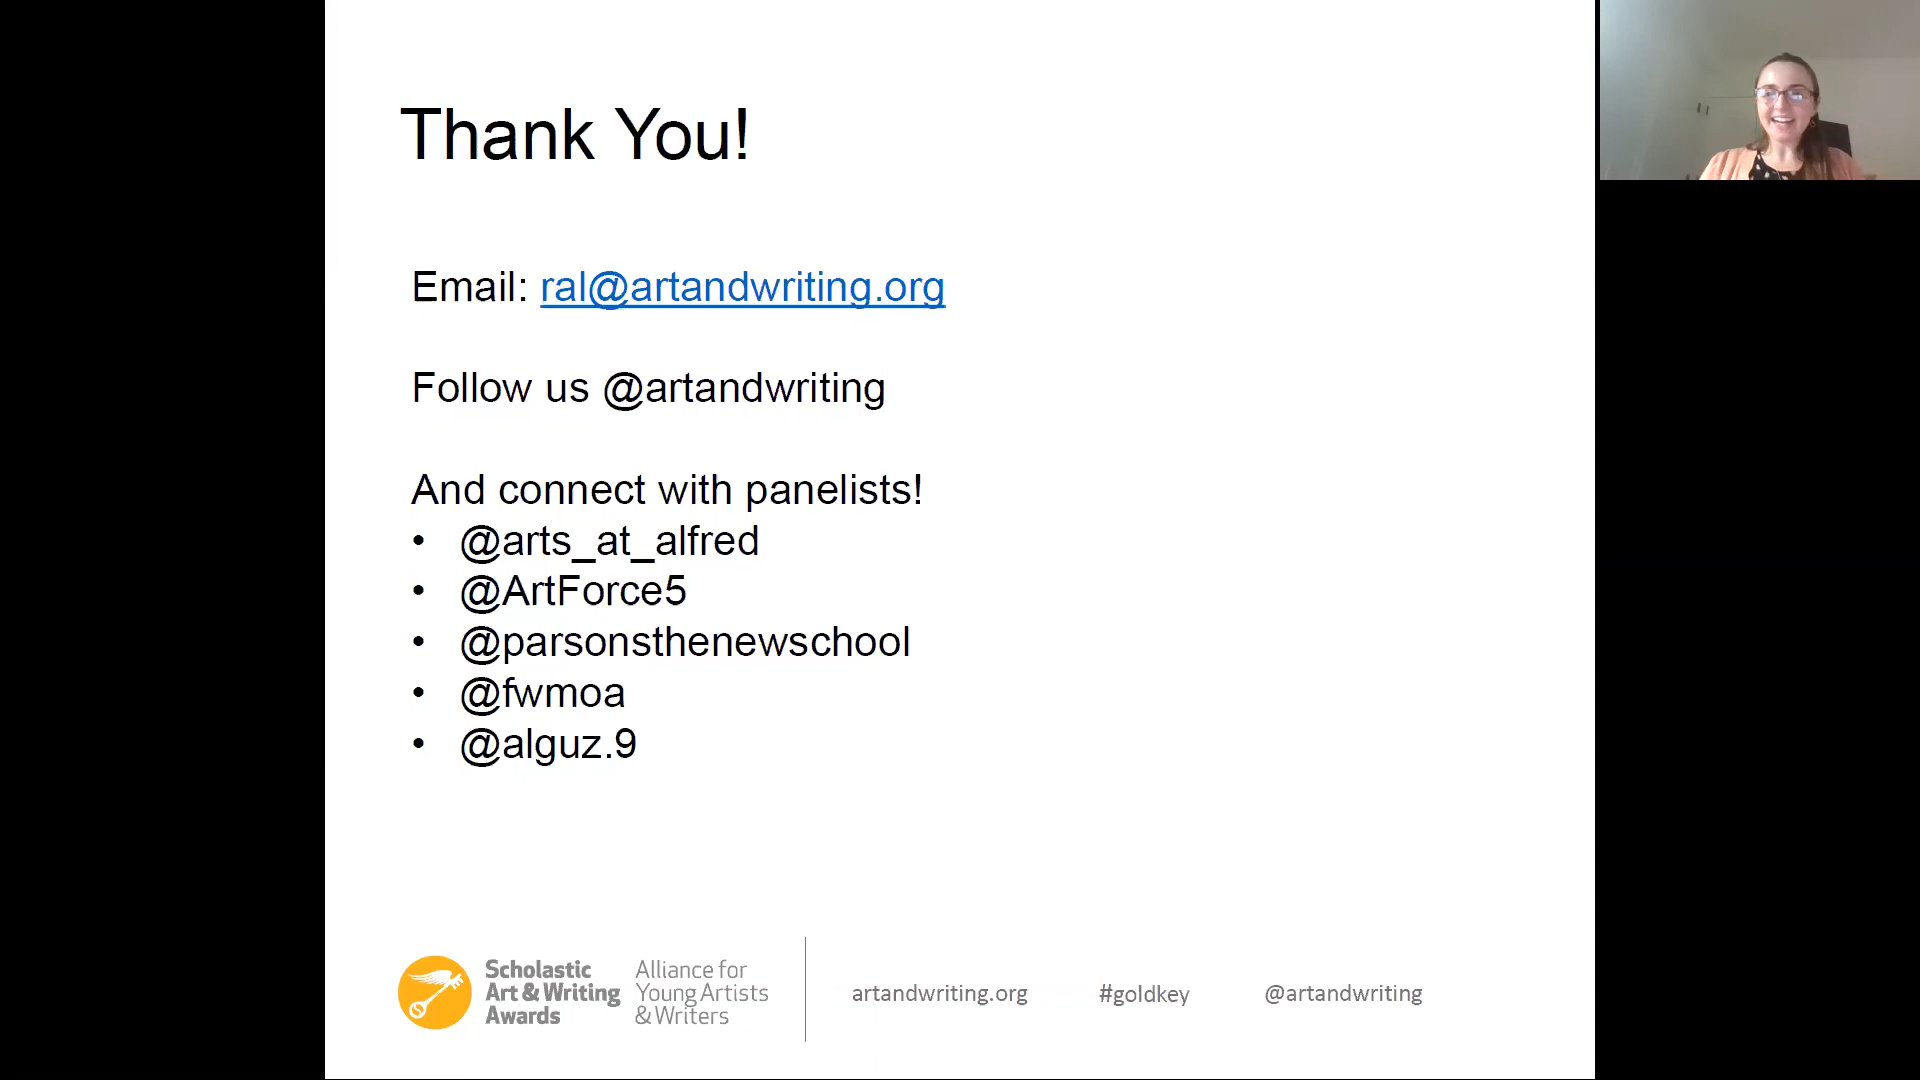 Thank You!
Email: ral@artandwriting.org
Follow us @artandwriting
And connect with panelists!
• @arts_at_alfred
• @ArtForce5
• @parsonsthenewschool
• @fwmoa
• @alguz.9
Scholastic
Art & Writing
Awards
Alliance for
Young Artists
& Writers
artandwriting.org
#goldkey
@artandwriting